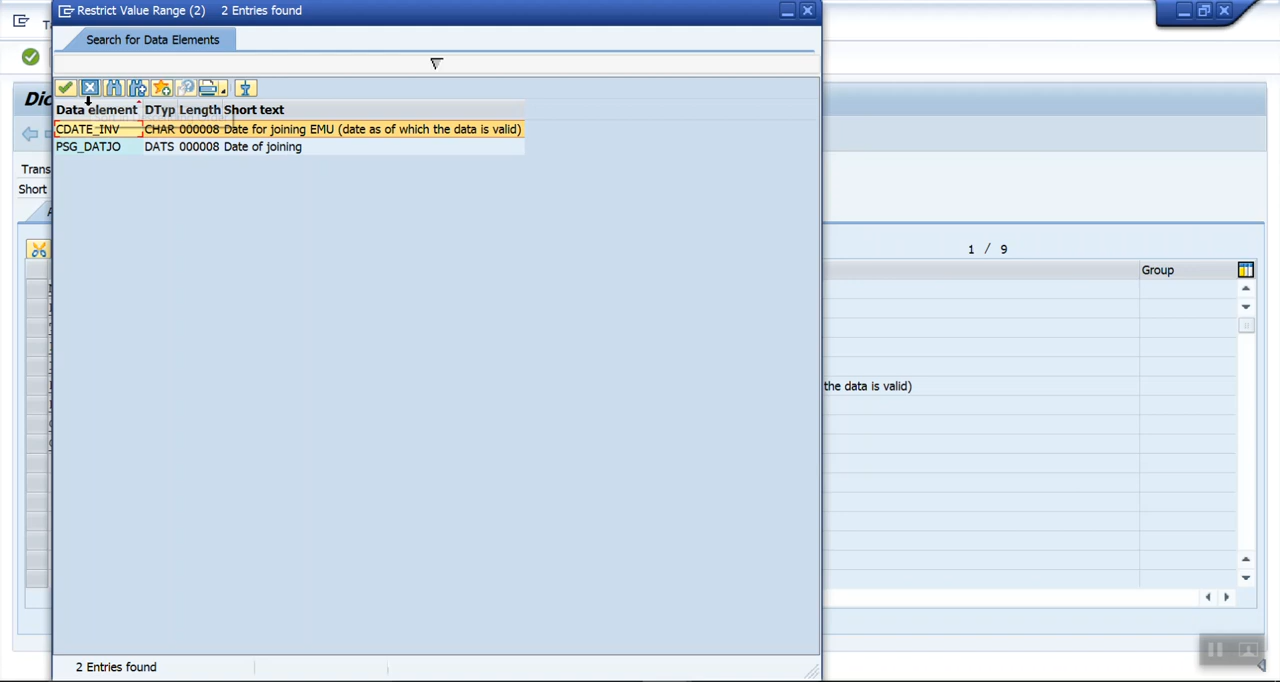 Restrict Value Range (2) 2 Entries found
Search for Data Elements
Data element DTyp Length Short text
CDATE_INV CHAR 000008 Date for joining EMU (date as of which the data is valid)
PSG_DATJO DATS 000008 Date of joining
Dic
Trans
Short
1 / 9
Group
the data is valid)
2 Entries found